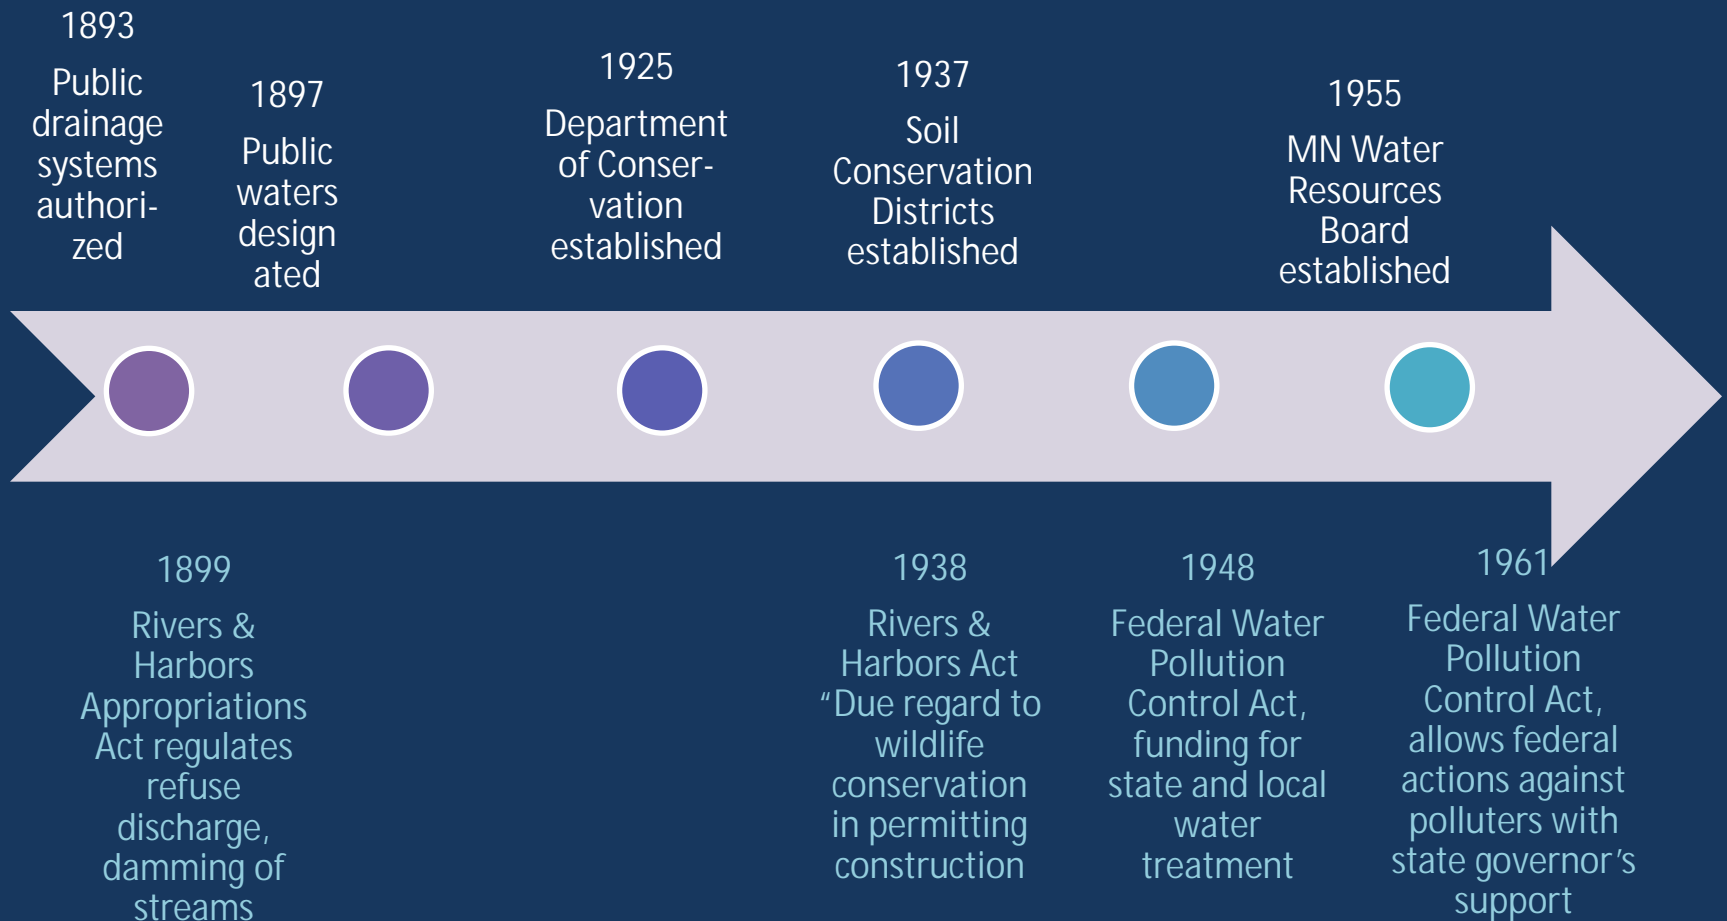 1893
Public
drainage
systems
authori-
zed
1897
Public
waters
design
ated
1925
Department
of Conser-
vation
established
1937
Soil
Conservation
Districts
established
1955
MN Water
Resources
Board
established
1899
Rivers &
Harbors
Appropriations
Act regulates
refuse
discharge,
damming of
streams
1938
Rivers &
Harbors Act
“Due regard to
wildlife
conservation
in permitting
construction
1948
Federal Water
Pollution
Control Act,
funding for
state and local
water
treatment
1961
Federal Water
Pollution
Control Act,
allows federal
actions against
polluters with
state governor’s
support